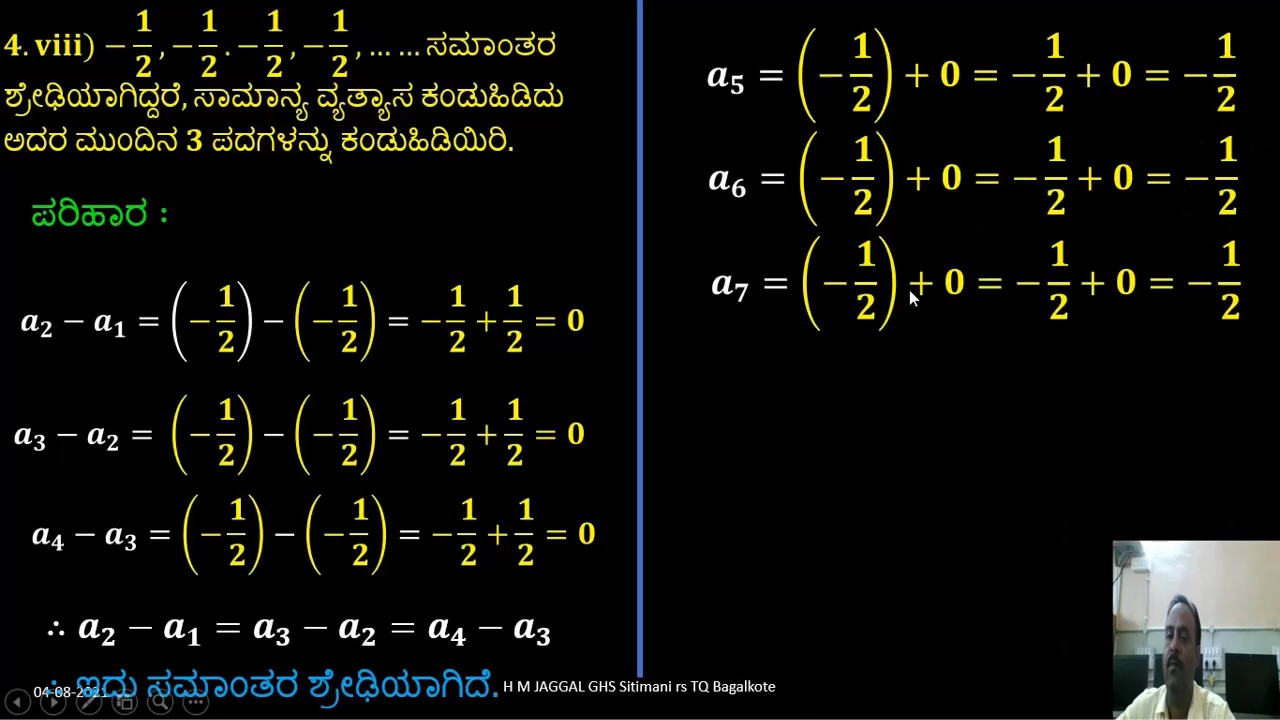 4. viii) −1/2, −1/2. −1/2, −1/2, ... ... ಸಮಾಂತರ
ಶ್ರೇಢಿಯಾಗಿದ್ದರೆ, ಸಾಮಾನ್ಯ ವ್ಯತ್ಯಾಸ ಕಂಡುಹಿಡಿದು
ಅದರ ಮುಂದಿನ 3 ಪದಗಳನ್ನು ಕಂಡುಹಿಡಿಯಿರಿ.
ಪರಿಹಾರ :
a₂ − a₁ = (−1/2) − (−1/2) = −1/2 + 1/2 = 0
a₃ − a₂ = (−1/2) − (−1/2) = −1/2 + 1/2 = 0
a₄ − a₃ = (−1/2) − (−1/2) = −1/2 + 1/2 = 0
∴ a₂ − a₁ = a₃ − a₂ = a₄ − a₃
∴ ಇದು ಸಮಾಂತರ ಶ್ರೇಢಿಯಾಗಿದೆ.
04-08-2021
H M JAGGAL GHS Sitimani rs TQ Bagalkote
a₅ = (−1/2) + 0 = −1/2 + 0 = −1/2
a₆ = (−1/2) + 0 = −1/2 + 0 = −1/2
a₇ = (−1/2) + 0 = −1/2 + 0 = −1/2